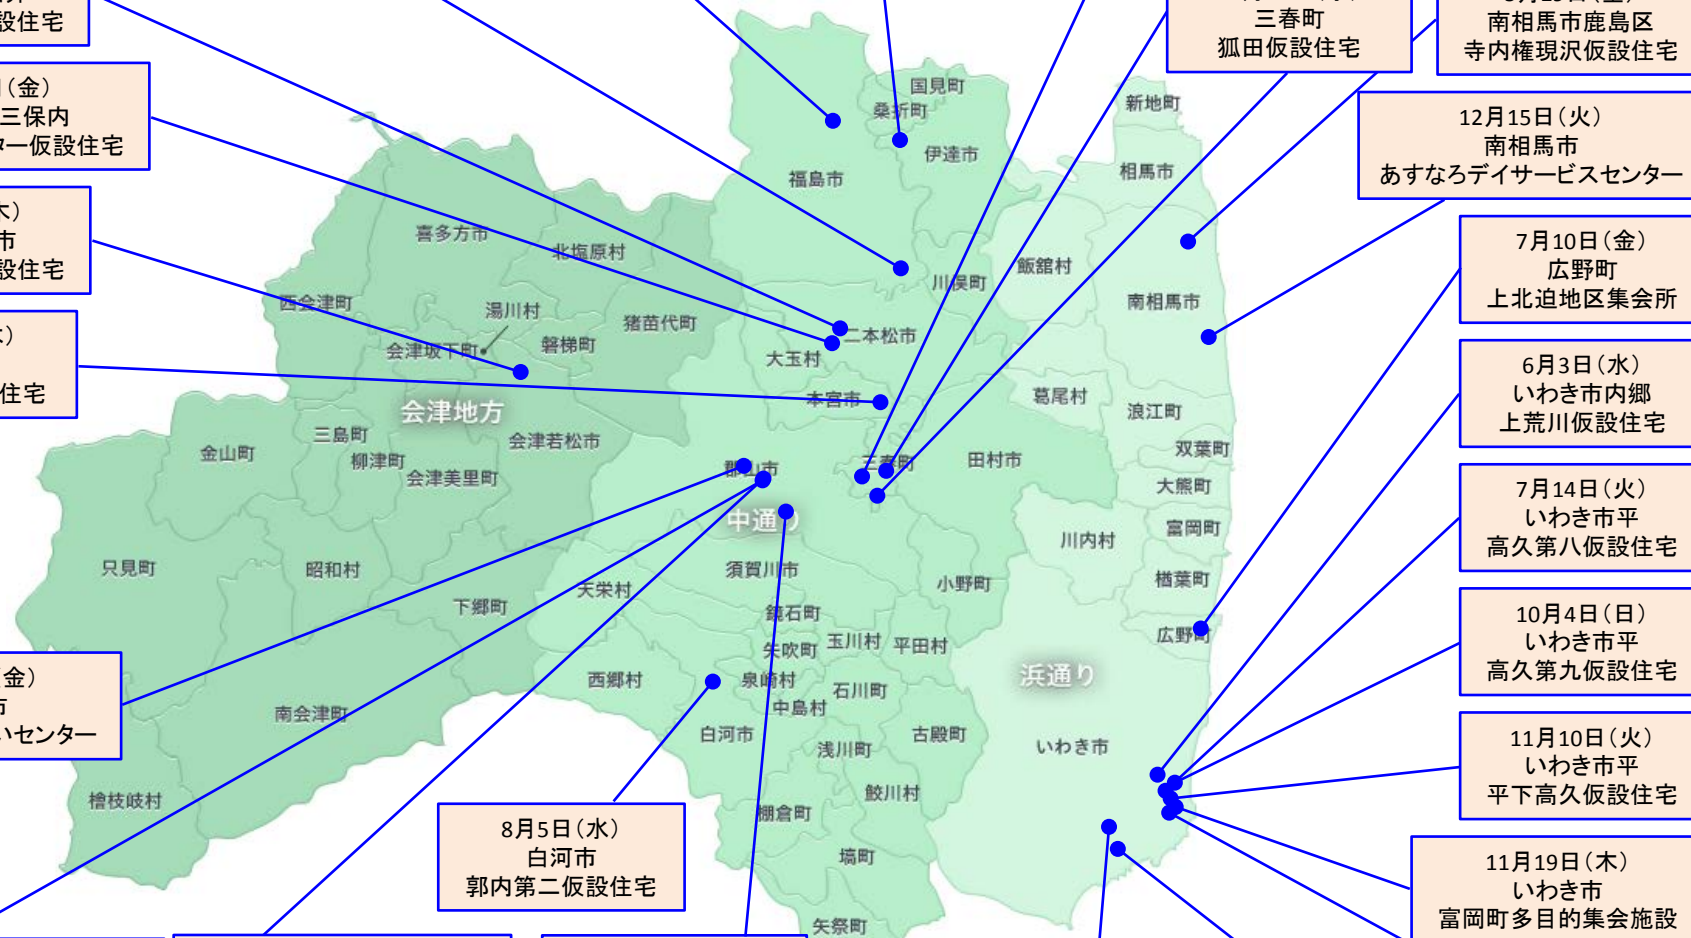 設住宅
(金)
三保内
ター仮設住宅
木)
市
設住宅
住宅
(金)
市
いセンター
三春町
狐田仮設住宅
南相馬市鹿島区
寺内権現沢仮設住宅
12月15日(火)
南相馬市
あすなろデイサービスセンター
7月10日(金)
広野町
上北迫地区集会所
6月3日(水)
いわき市内郷
上荒川仮設住宅
7月14日(火)
いわき市平
高久第八仮設住宅
10月4日(日)
いわき市平
高久第九仮設住宅
11月10日(火)
いわき市平
平下高久仮設住宅
11月19日(木)
いわき市
富岡町多目的集会施設
8月5日(水)
白河市
郭内第二仮設住宅
国見町
桑折町
伊達市
福島市
新地町
相馬市
喜多方市
北塩原村
川俣町
飯舘村
南相馬市
西会津町
湯川村
猪苗代町
会津坂下町
磐梯町
二本松市
大玉村
本宮市
葛尾村
浪江町
会津地方
三島町
会津若松市
金山町
柳津町
会津美里町
郡山市
三春町
田村市
双葉町
大熊町
中通り
富岡町
川内村
只見町
昭和村
須賀川市
天栄村
小野町
楢葉町
下郷町
鏡石町
玉川村
平田村
矢吹町
広野町
西郷村
泉崎村
石川町
浜通り
中島村
南会津町
白河市
浅川町
古殿町
いわき市
檜枝岐村
棚倉町
鮫川村
塙町
矢祭町